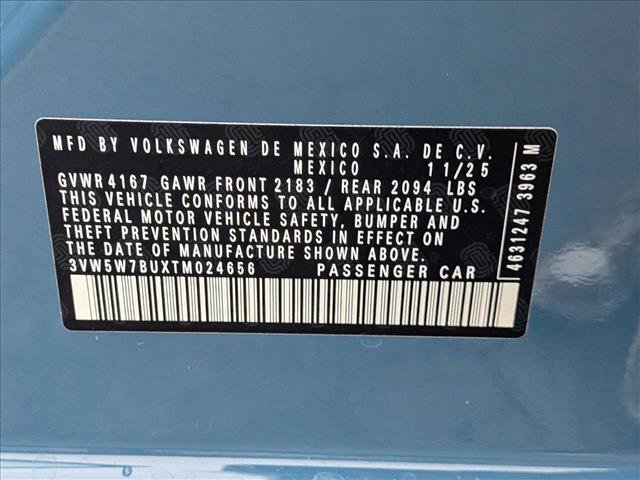 MFD BY VOLKSWAGEN DE MEXICO S.A. DE C.V.
MEXICO 11/25
GVWR 4167 GAWR FRONT 2183 / REAR 2094 LBS
THIS VEHICLE CONFORMS TO ALL APPLICABLE U.S.
FEDERAL MOTOR VEHICLE SAFETY, BUMPER AND
THEFT PREVENTION STANDARDS IN EFFECT ON
THE DATE OF MANUFACTURE SHOWN ABOVE.
3VW5W7BUXTM024656 PASSENGER CAR
4631247 3963 M